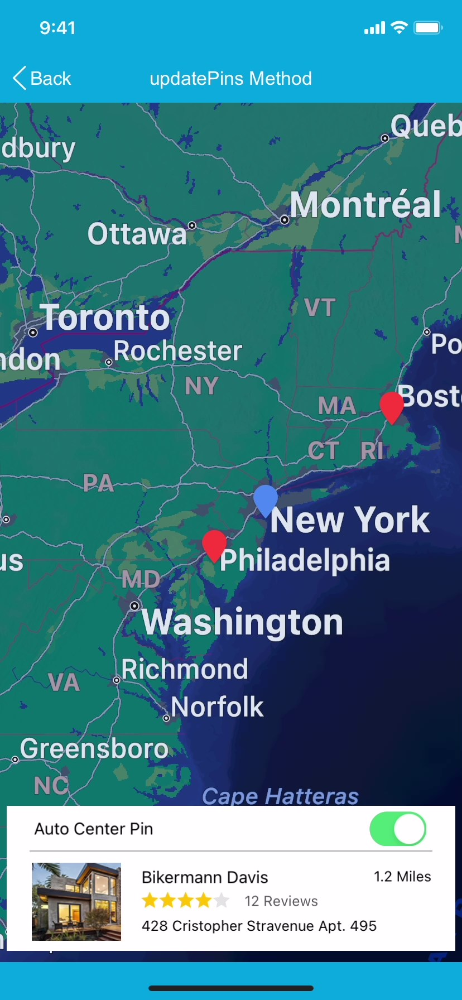 9:41
Back
updatePins Method
Queb
dbury
Montréal
Ottawa
VT
Toronto
Po
Rochester
ndon
NY
Bost
MA
CT
RI
PA
New York
us
Philadelphia
MD
Washington
Richmond
VA
Norfolk
Greensboro
NC
Cape Hatteras
Auto Center Pin
Bikermann Davis
1.2 Miles
12 Reviews
428 Cristopher Stravenue Apt. 495